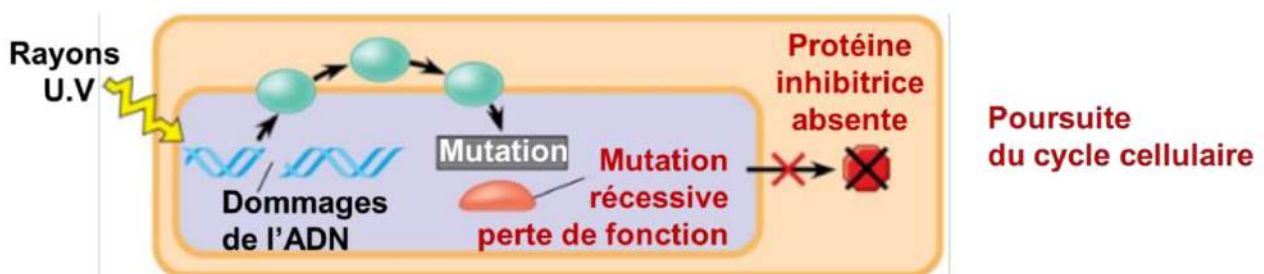 Rayons
U.V
Dommages
de l'ADN
Mutation
Mutation
récessive
perte de fonction
Protéine
inhibitrice
absente
Poursuite
du cycle cellulaire